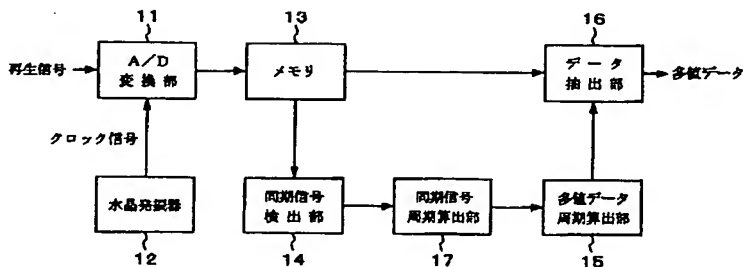 11
13
16
再生信号
A/D
変換部
メモリ
データ
抽出部
多値データ
クロック信号
水晶発振器
同期信号
検出部
同期信号
周期算出部
多値データ
周期算出部
12
14
17
15